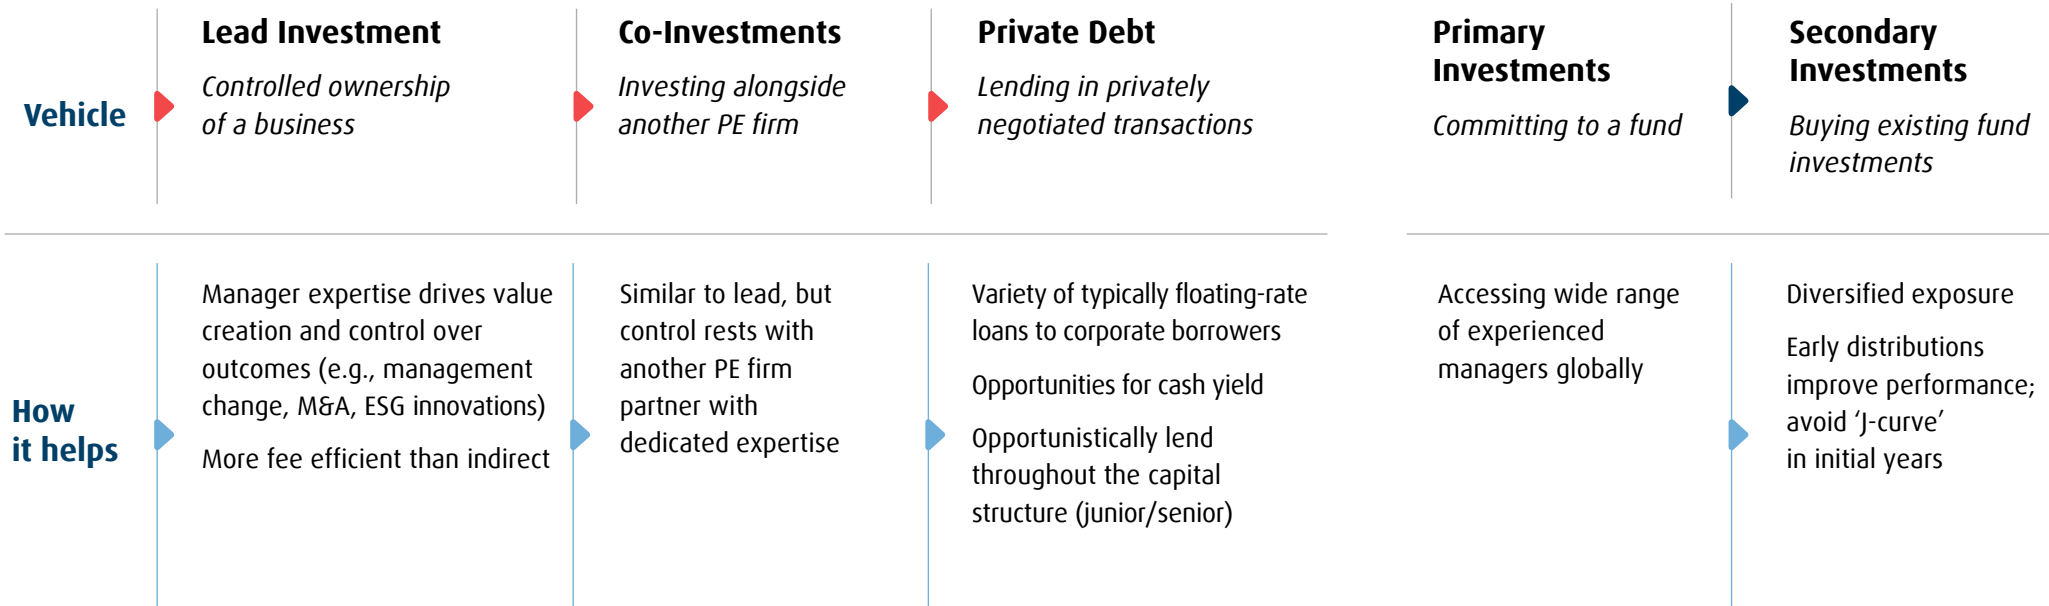 Vehicle
Lead Investment
Controlled ownership
of a business
Co-Investments
Investing alongside
another PE firm
Private Debt
Lending in privately
negotiated transactions
Primary
Investments
Committing to a fund
Secondary
Investments
Buying existing fund
investments
How
it helps
Manager expertise drives value
creation and control over
outcomes (e.g., management
change, M&A, ESG innovations)
More fee efficient than indirect
Similar to lead, but
control rests with
another PE firm
partner with
dedicated expertise
Variety of typically floating-rate
loans to corporate borrowers
Opportunities for cash yield
Opportunistically lend
throughout the capital
structure (junior/senior)
Accessing wide range
of experienced
managers globally
Diversified exposure
Early distributions
improve performance;
avoid ‘J-curve’
in initial years